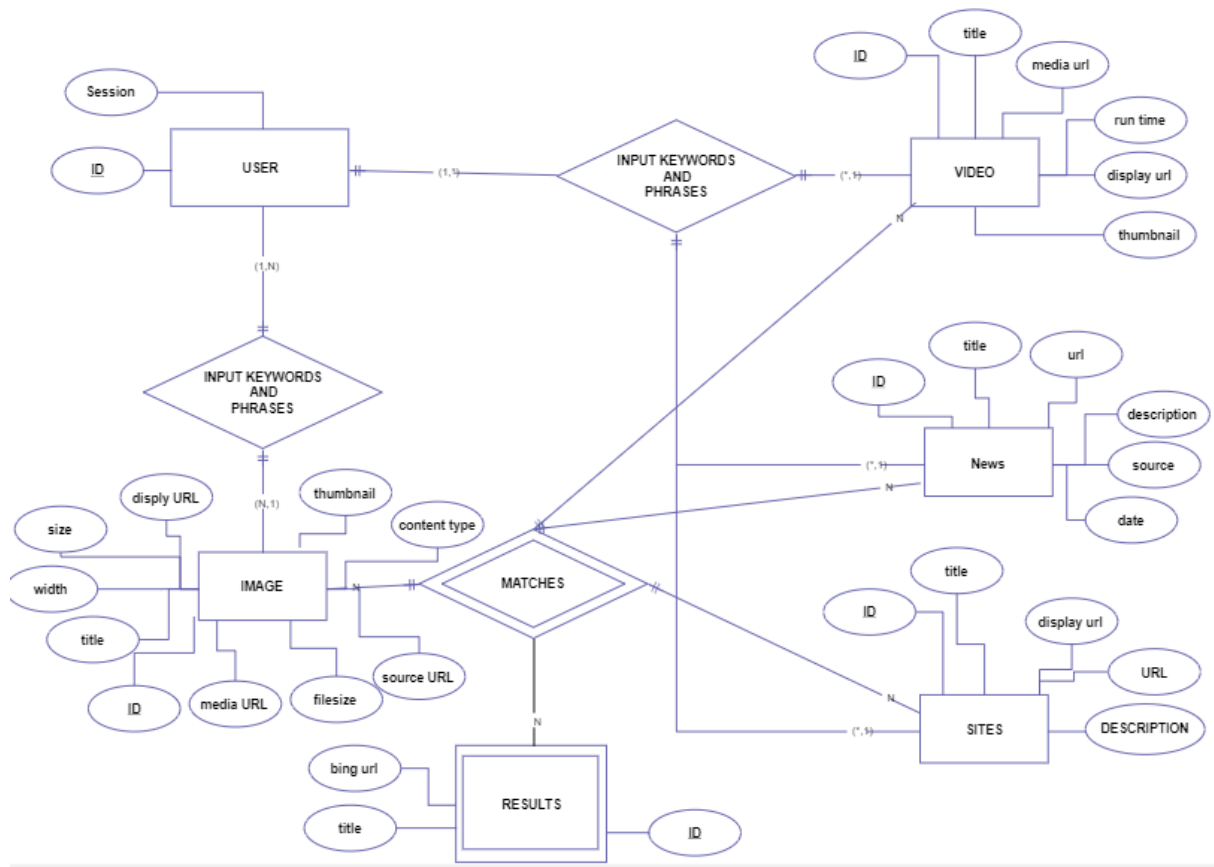 title
ID
media url
Session
run time
INPUT KEYWORDS
AND
PHRASES
USER
VIDEO
ID
(1,1)
(*,1)
display url
N
thumbnail
(1,N)
title
url
ID
INPUT KEYWORDS
AND
PHRASES
description
News
(*,1)
source
N
date
disply URL
thumbnail
(N,1)
content type
size
IMAGE
N
MATCHES
width
title
title
ID
display url
source URL
media URL
filesize
ID
URL
N
N
(*,1)
SITES
DESCRIPTION
bing url
RESULTS
title
ID